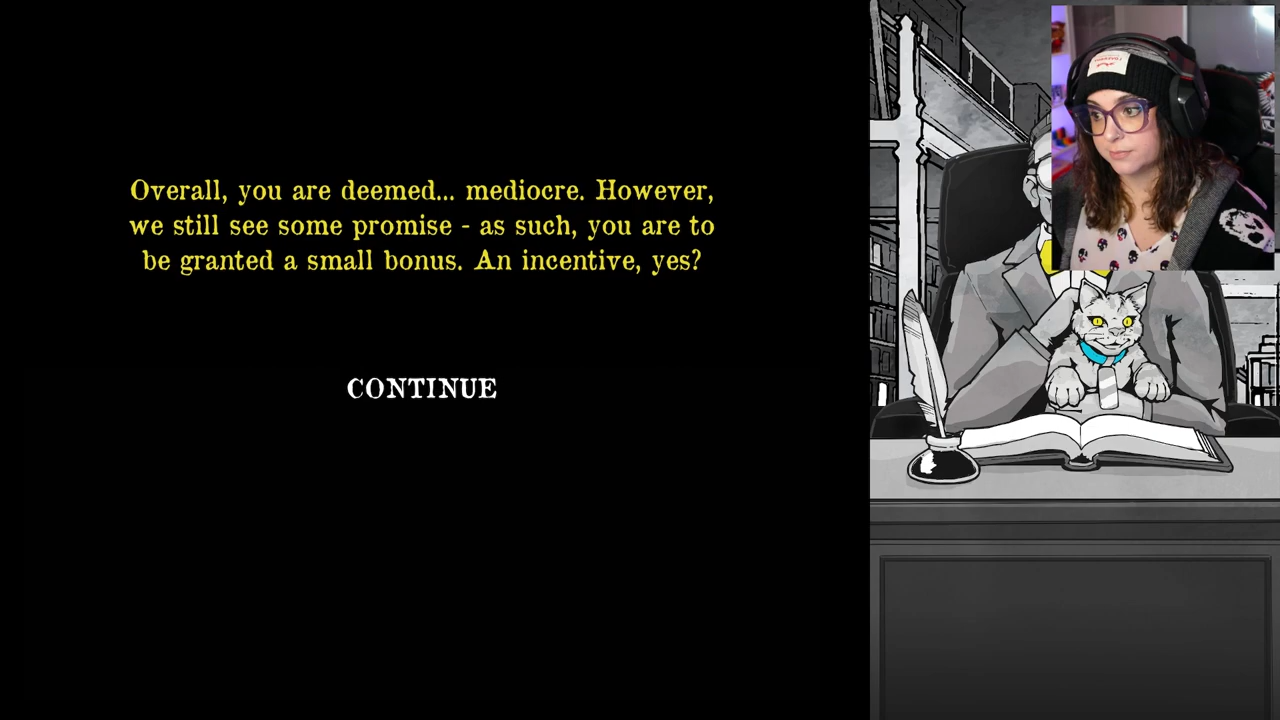 Overall, you are deemed... mediocre. However,
we still see some promise - as such, you are to
be granted a small bonus. An incentive, yes?
CONTINUE